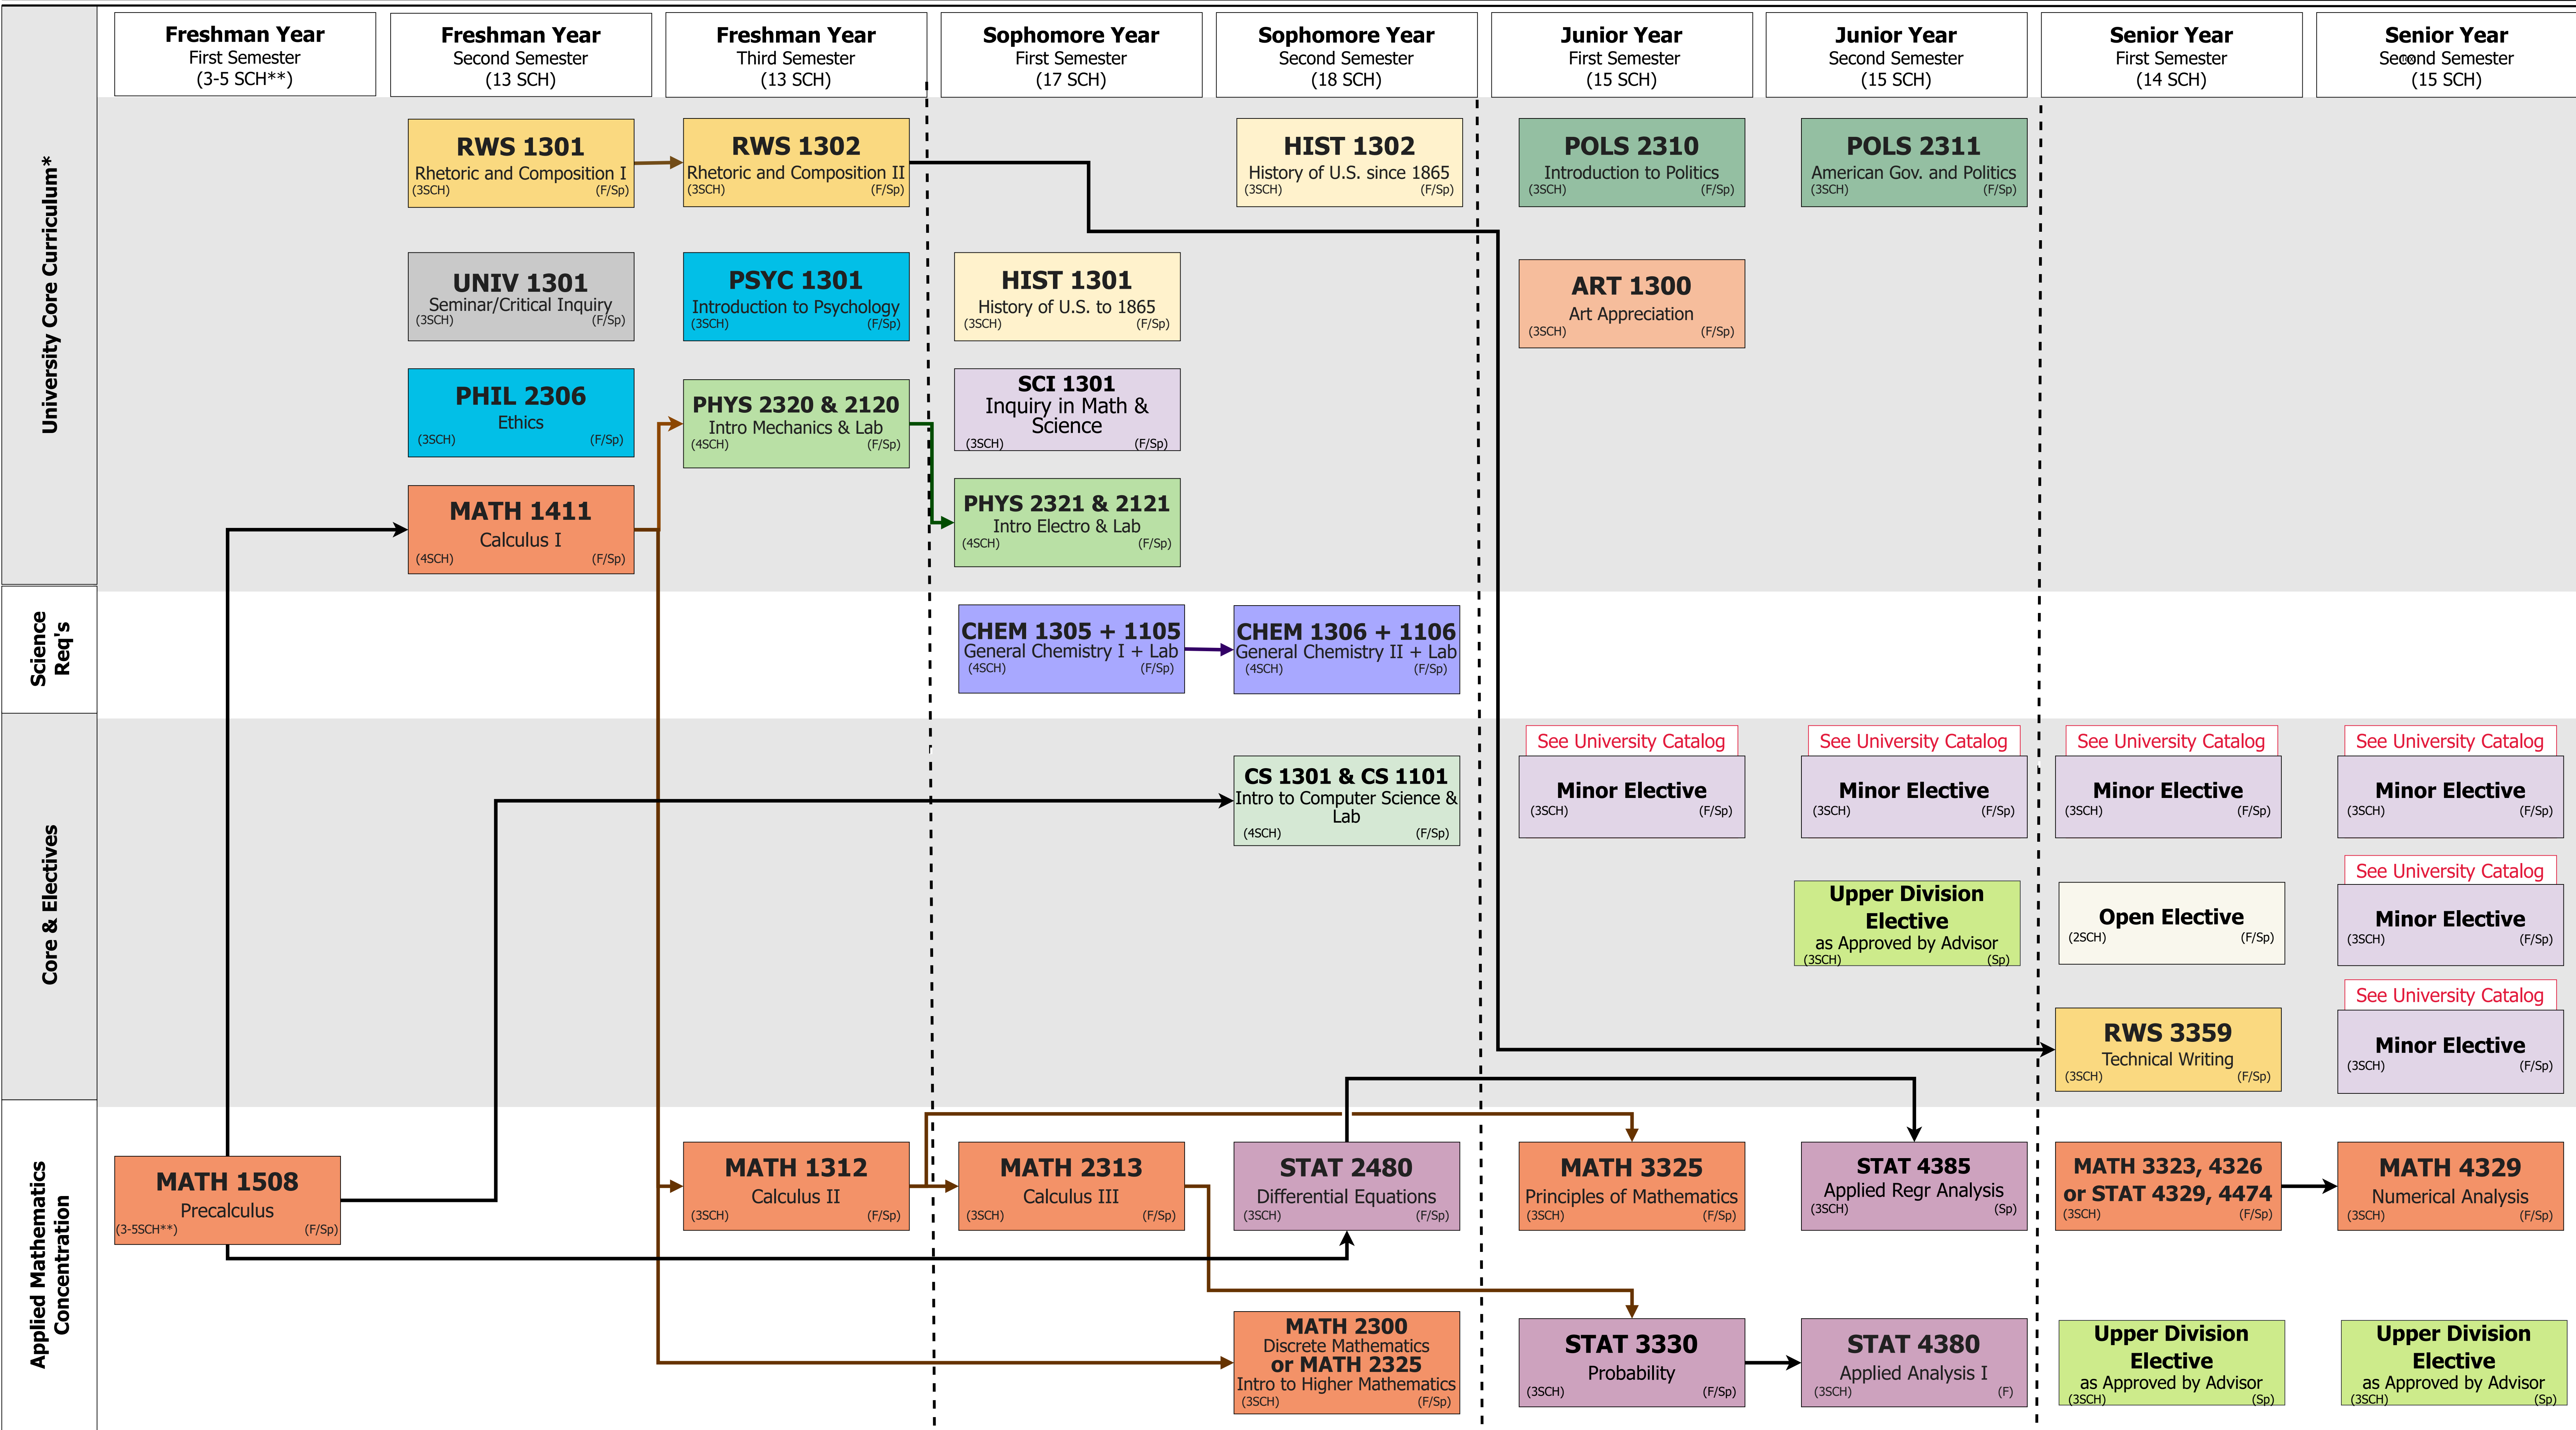 Freshman Year
First Semester
(3-5 SCH**)
Freshman Year
Second Semester
(13 SCH)
Freshman Year
Third Semester
(13 SCH)
Sophomore Year
First Semester
(17 SCH)
Sophomore Year
Second Semester
(18 SCH)
Junior Year
First Semester
(15 SCH)
Junior Year
Second Semester
(15 SCH)
Senior Year
First Semester
(14 SCH)
Senior Year
Second Semester
(15 SCH)
University Core Curriculum*
RWS 1301
Rhetoric and Composition I
(3SCH) (F/Sp)
RWS 1302
Rhetoric and Composition II
(3SCH) (F/Sp)
HIST 1302
History of U.S. since 1865
(3SCH) (F/Sp)
POLS 2310
Introduction to Politics
(3SCH) (F/Sp)
POLS 2311
American Gov. and Politics
(3SCH) (F/Sp)
UNIV 1301
Seminar/Critical Inquiry
(3SCH) (F/Sp)
PSYC 1301
Introduction to Psychology
(3SCH) (F/Sp)
HIST 1301
History of U.S. to 1865
(3SCH) (F/Sp)
ART 1300
Art Appreciation
(3SCH) (F/Sp)
PHIL 2306
Ethics
(3SCH) (F/Sp)
PHYS 2320 & 2120
Intro Mechanics & Lab
(4SCH) (F/Sp)
SCI 1301
Inquiry in Math &
Science
(3SCH) (F/Sp)
MATH 1411
Calculus I
(4SCH) (F/Sp)
PHYS 2321 & 2121
Intro Electro & Lab
(4SCH) (F/Sp)
Science
Req's
CHEM 1305 + 1105
General Chemistry I + Lab
(4SCH) (F/Sp)
CHEM 1306 + 1106
General Chemistry II + Lab
(4SCH) (F/Sp)
Core & Electives
CS 1301 & CS 1101
Intro to Computer Science &
Lab
(4SCH) (F/Sp)
See University Catalog
Minor Elective
(3SCH) (F/Sp)
See University Catalog
Minor Elective
(3SCH) (F/Sp)
See University Catalog
Minor Elective
(3SCH) (F/Sp)
See University Catalog
Minor Elective
(3SCH) (F/Sp)
Upper Division
Elective
as Approved by Advisor
(3SCH) (Sp)
Open Elective
(2SCH) (F/Sp)
See University Catalog
Minor Elective
(3SCH) (F/Sp)
RWS 3359
Technical Writing
(3SCH) (F/Sp)
See University Catalog
Minor Elective
(3SCH) (F/Sp)
Applied Mathematics
Concentration
MATH 1508
Precalculus
(3-5SCH**) (F/Sp)
MATH 1312
Calculus II
(3SCH) (F/Sp)
MATH 2313
Calculus III
(3SCH) (F/Sp)
STAT 2480
Differential Equations
(3SCH) (F/Sp)
MATH 3325
Principles of Mathematics
(3SCH) (F/Sp)
STAT 4385
Applied Regr Analysis
(3SCH) (Sp)
MATH 3323, 4326
or STAT 4329, 4474
(3SCH) (F/Sp)
MATH 4329
Numerical Analysis
(3SCH) (F/Sp)
MATH 2300
Discrete Mathematics
or MATH 2325
Intro to Higher Mathematics
(3SCH) (F/Sp)
STAT 3330
Probability
(3SCH) (F/Sp)
STAT 4380
Applied Analysis I
(3SCH) (F)
Upper Division
Elective
as Approved by Advisor
(3SCH) (Sp)
Upper Division
Elective
as Approved by Advisor
(3SCH) (Sp)